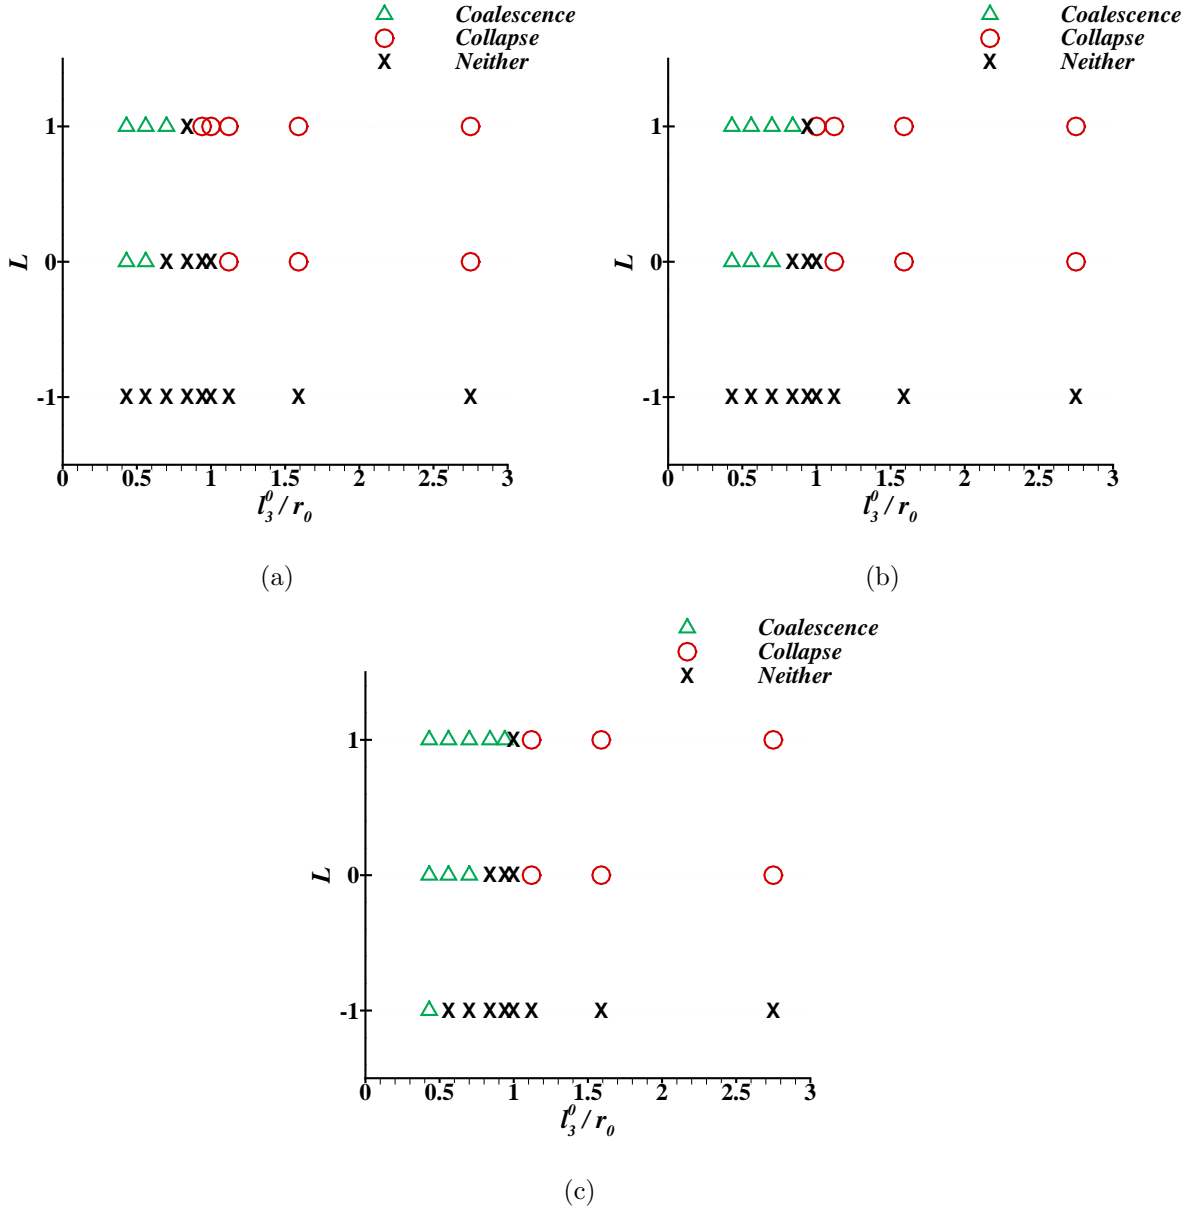 Coalescence
Collapse
Neither
1
0
-1
L
0 0.5 1 1.5 2 2.5 3
l_3^0 / r_0
(a)
Coalescence
Collapse
Neither
1
0
-1
L
0 0.5 1 1.5 2 2.5 3
l_3^0 / r_0
(b)
Coalescence
Collapse
Neither
1
0
-1
L
0 0.5 1 1.5 2 2.5 3
l_3^0 / r_0
(c)